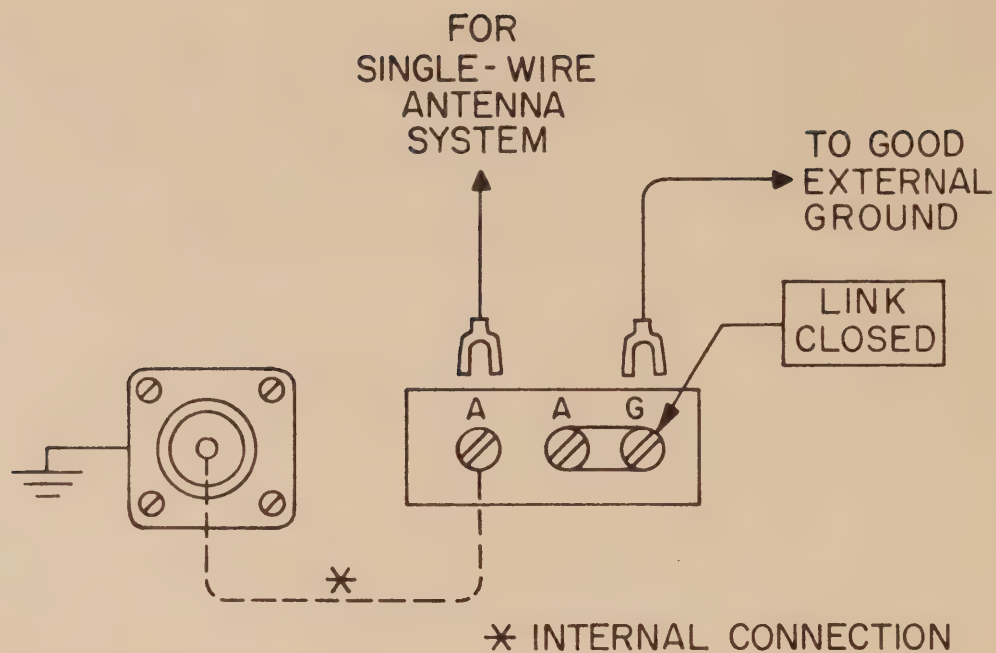 FOR
SINGLE-WIRE
ANTENNA
SYSTEM
TO GOOD
EXTERNAL
GROUND
LINK
CLOSED
A A G
*
* INTERNAL CONNECTION